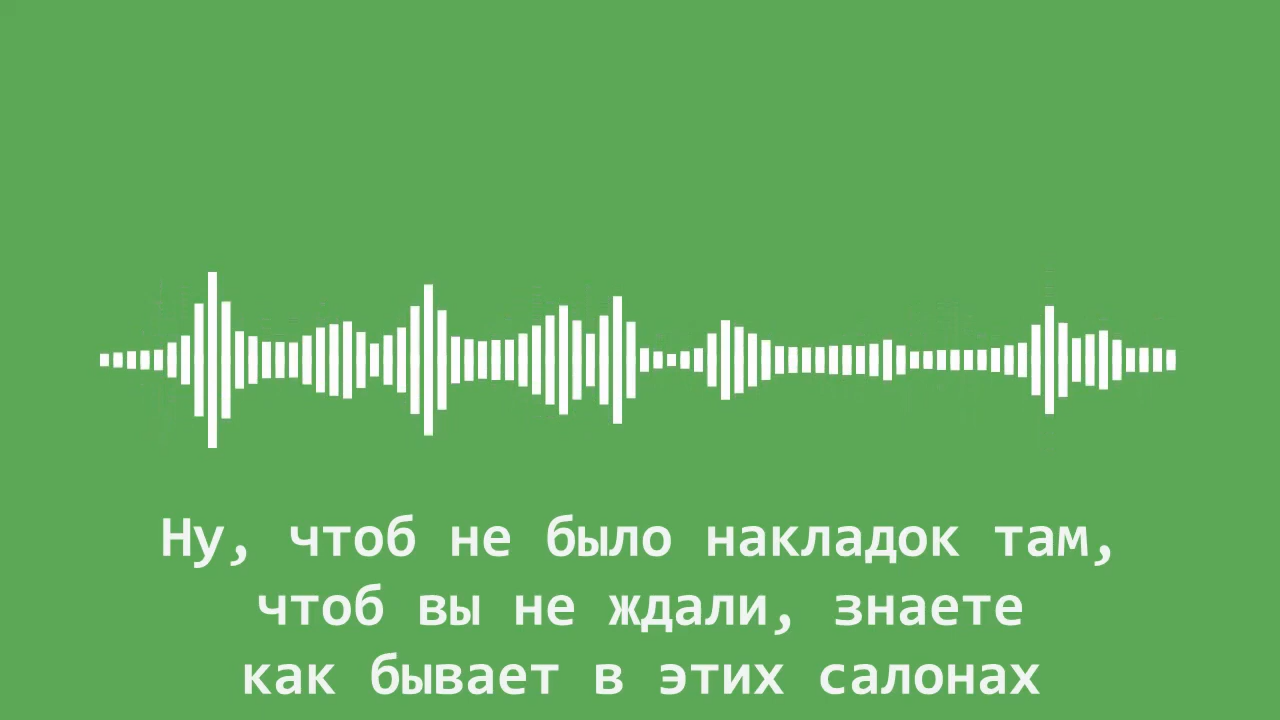 Ну, чтоб не было накладок там,
чтоб вы не ждали, знаете
как бывает в этих салонах